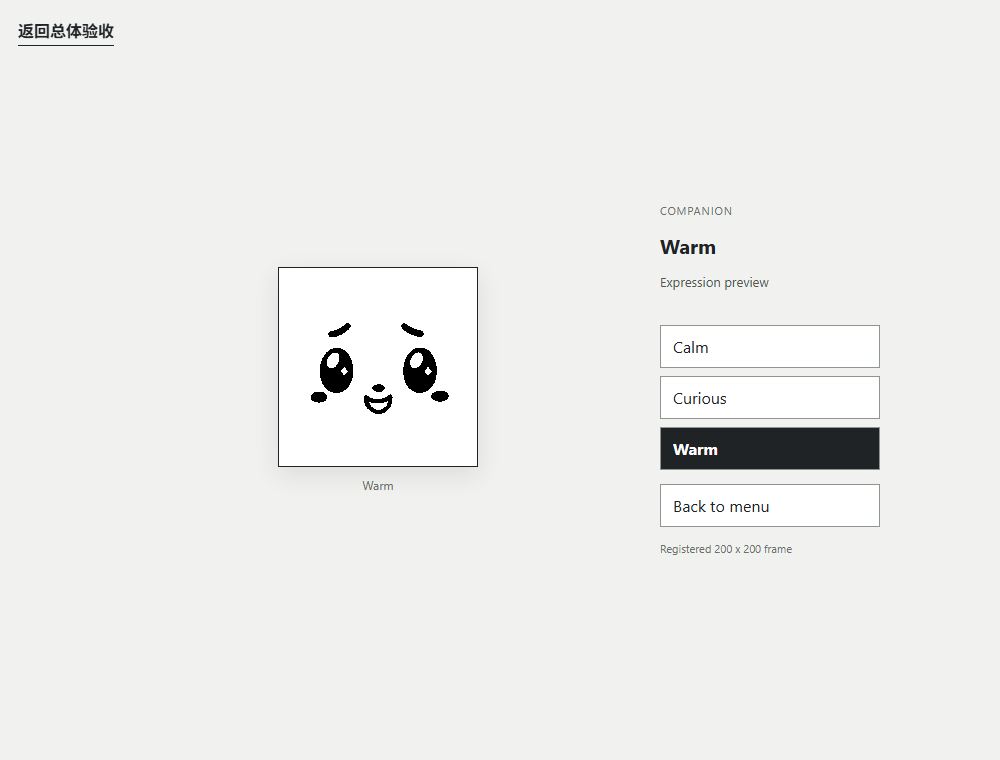 返回总体验收
COMPANION
Warm
Expression preview
Calm
Curious
Warm
Back to menu
Registered 200 x 200 frame
Warm